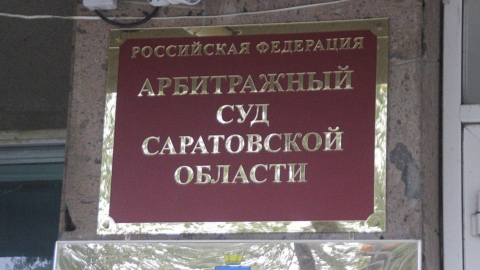 РОССИЙСКАЯ ФЕДЕРАЦИЯ
АРБИТРАЖНЫЙ
СУД
САРАТОВСКОЙ
ОБЛАСТИ